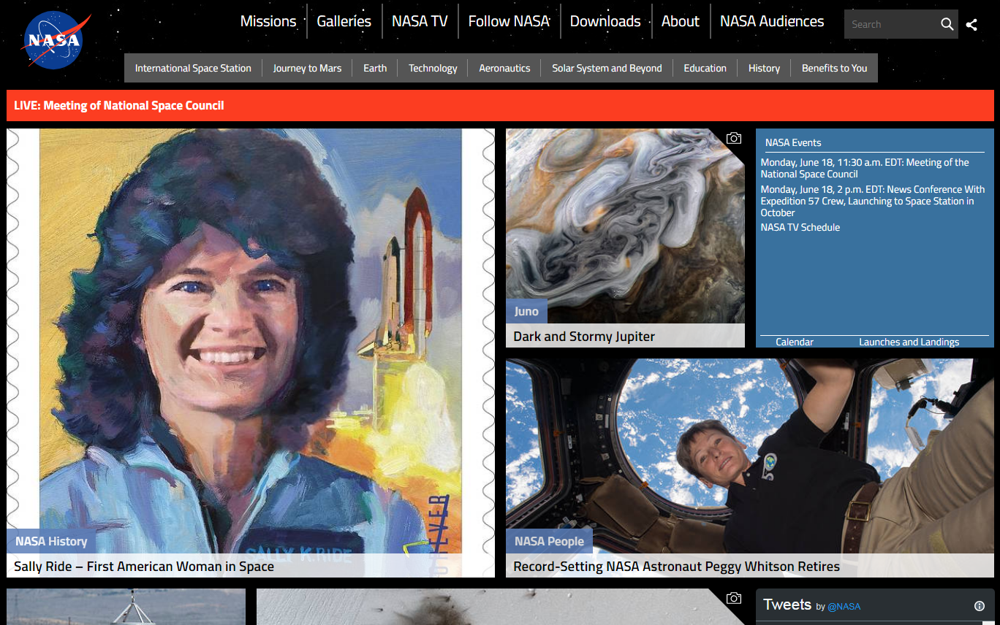 NASA
Missions
Galleries
NASA TV
Follow NASA
Downloads
About
NASA Audiences
Search
International Space Station
Journey to Mars
Earth
Technology
Aeronautics
Solar System and Beyond
Education
History
Benefits to You
LIVE: Meeting of National Space Council
SALLY K. RIDE
FOREVER
NASA History
Sally Ride – First American Woman in Space
Juno
Dark and Stormy Jupiter
NASA Events
Monday, June 18, 11:30 a.m. EDT: Meeting of the
National Space Council
Monday, June 18, 2 p.m. EDT: News Conference With
Expedition 57 Crew, Launching to Space Station in
October
NASA TV Schedule
Calendar
Launches and Landings
50
NASA People
Record-Setting NASA Astronaut Peggy Whitson Retires
Tweets by @NASA